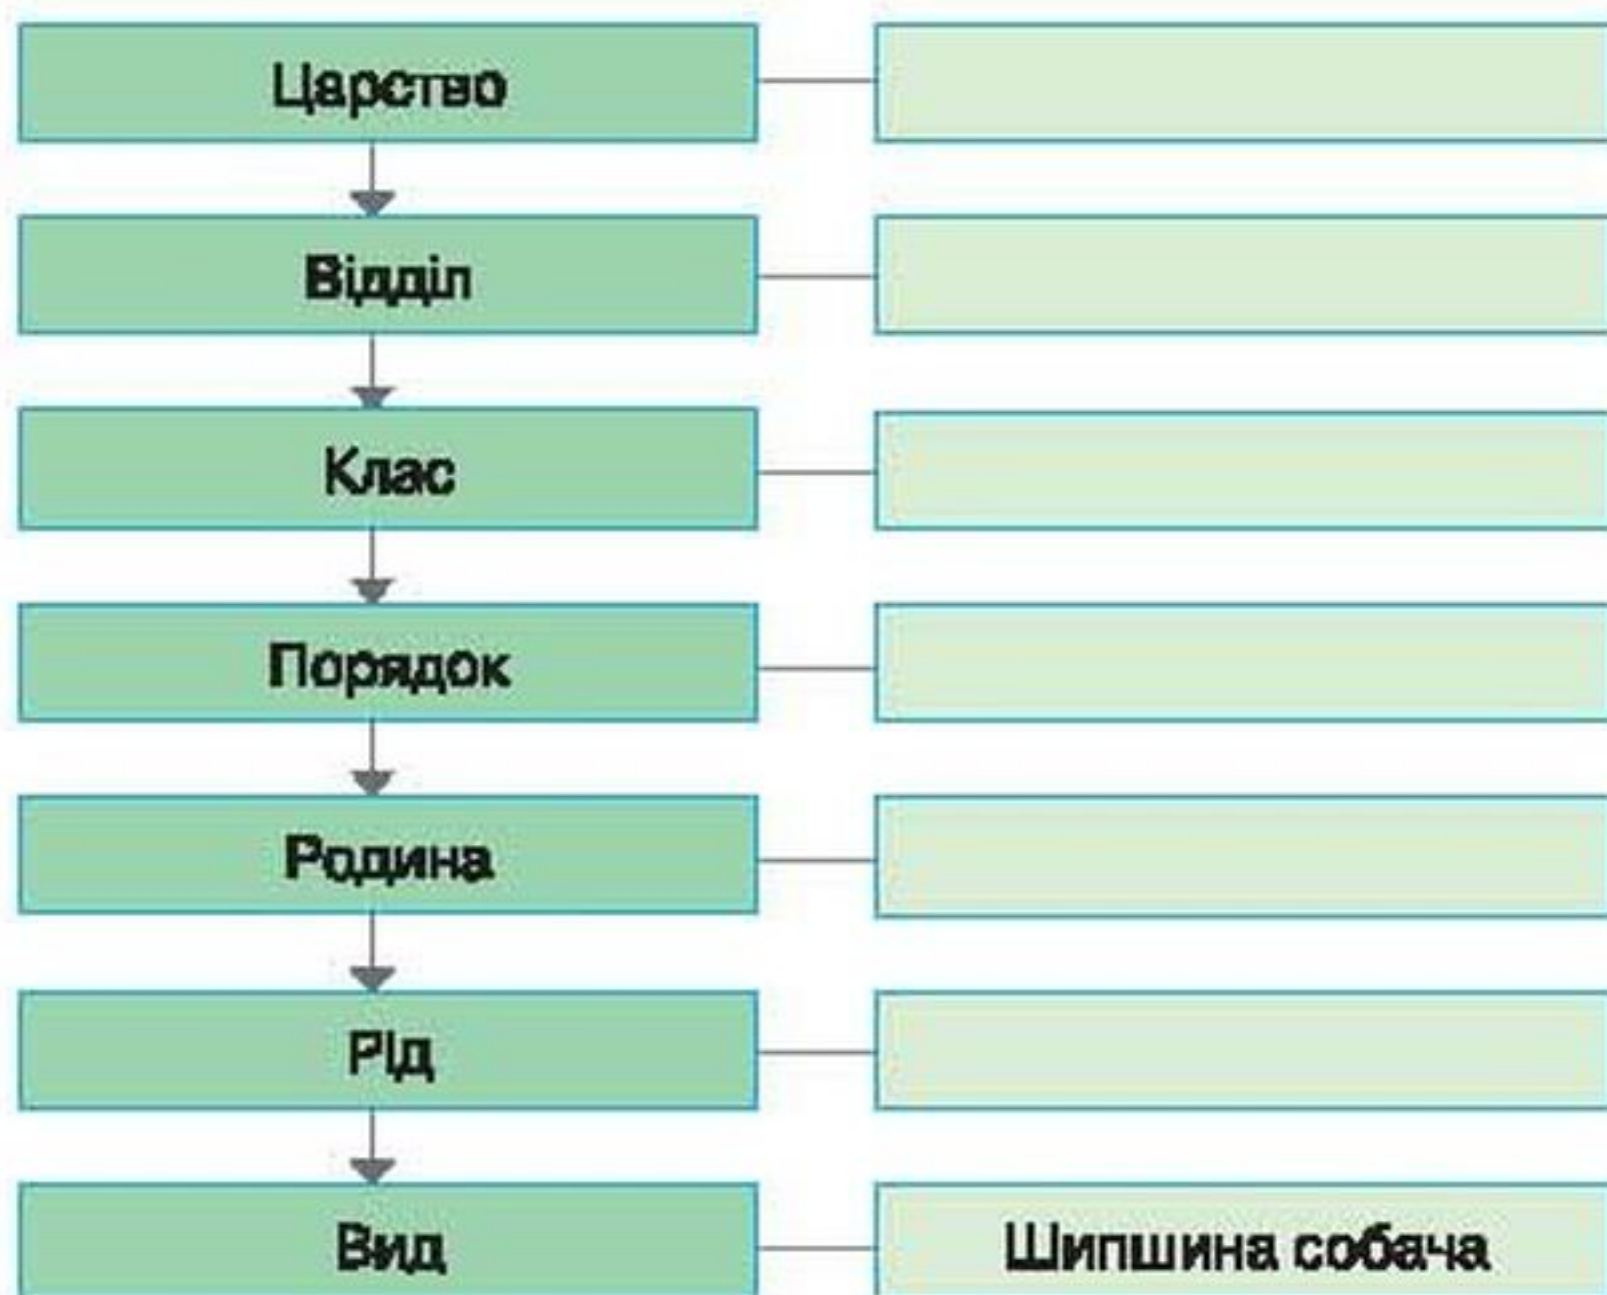 Царство
Відділ
Клас
Порядок
Родина
Рід
Вид
Шипшина собача